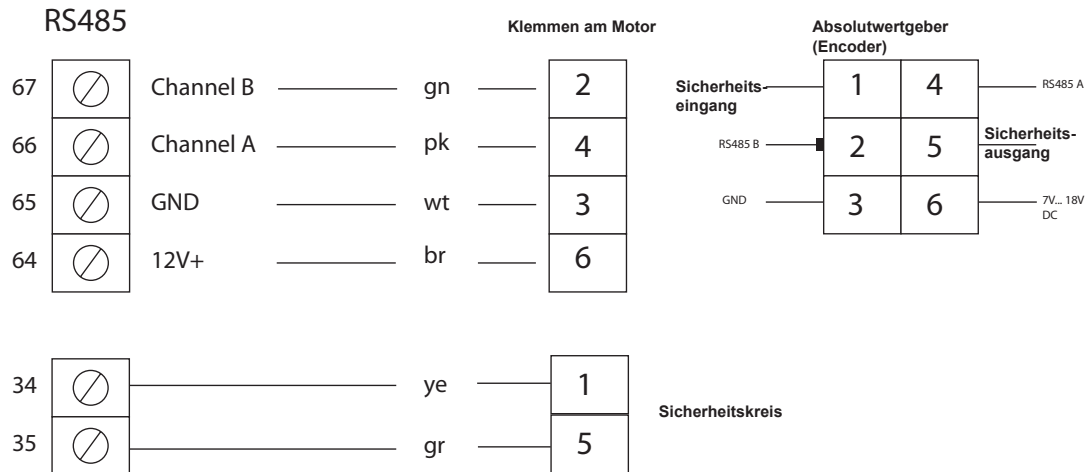 RS485
Klemmen am Motor
Absolutwertgeber
(Encoder)
67 Channel B gn 2
66 Channel A pk 4
65 GND wt 3
64 12V+ br 6
Sicherheits-
eingang
1 4 RS485 A
RS485 B 2 5 Sicherheits-
ausgang
GND 3 6 7V... 18V
DC
34 ye 1
35 gr 5
Sicherheitskreis